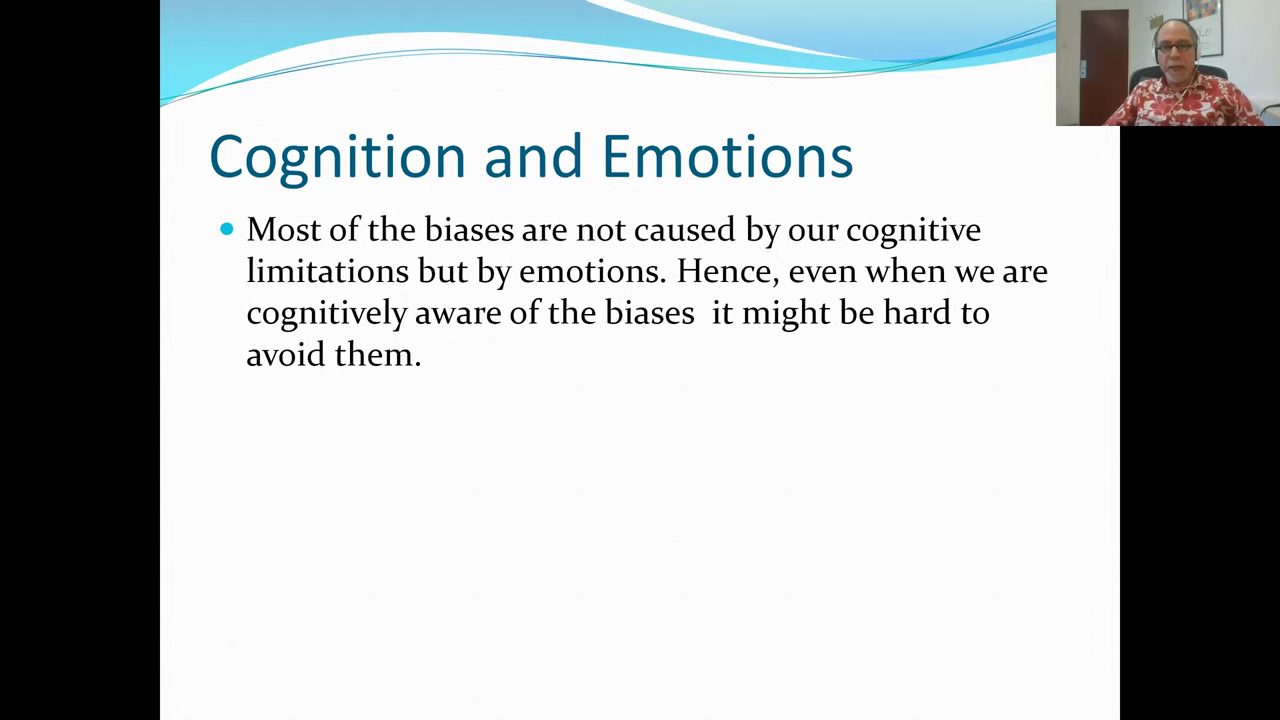 Cognition and Emotions
• Most of the biases are not caused by our cognitive
limitations but by emotions. Hence, even when we are
cognitively aware of the biases  it might be hard to
avoid them.